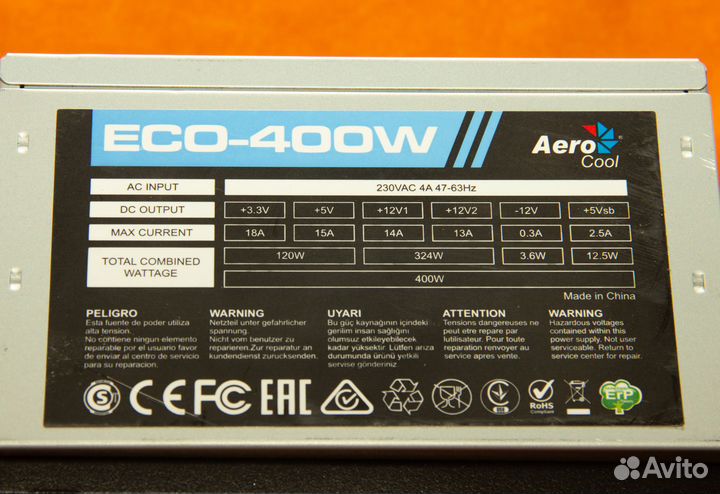 ECO-400W
AeroCool
AC INPUT 230VAC 4A 47-63Hz
DC OUTPUT +3.3V +5V +12V1 +12V2 -12V +5Vsb
MAX CURRENT 18A 15A 14A 13A 0.3A 2.5A
TOTAL COMBINED WATTAGE 120W 324W 3.6W 12.5W
400W
Made in China
PELIGRO
Esta fuente de poder utiliza
alta tension.
No contiene ningun elemento
reparable por el usuario favor
de enviar al centro de servicio
para su reparacion.
WARNING
Netzteil unter gefahrlicher
spannung.
Nicht vom benutzer zu
reparieren.Zur reparatur an
kundendienst zurucksenden.
UYARI
Bu güç kaynağının içindeki
gerilim insan sağlığını
olumsuz etkileyebilecek
kadar yüksektir. Lütfen arıza
durumunda ürünü yetkili
servise gönderiniz
ATTENTION
Tensions dangereuses ne
peut etre repare par
l'utilisateur. Pour toute
reparation revoyer au
service apres vente.
WARNING
Hazardous voltages
contained within this
power supply. Not user
serviceable. Return to
service center for repair.
S CE FC EAC RoHS
Compliant
ErP
Avito